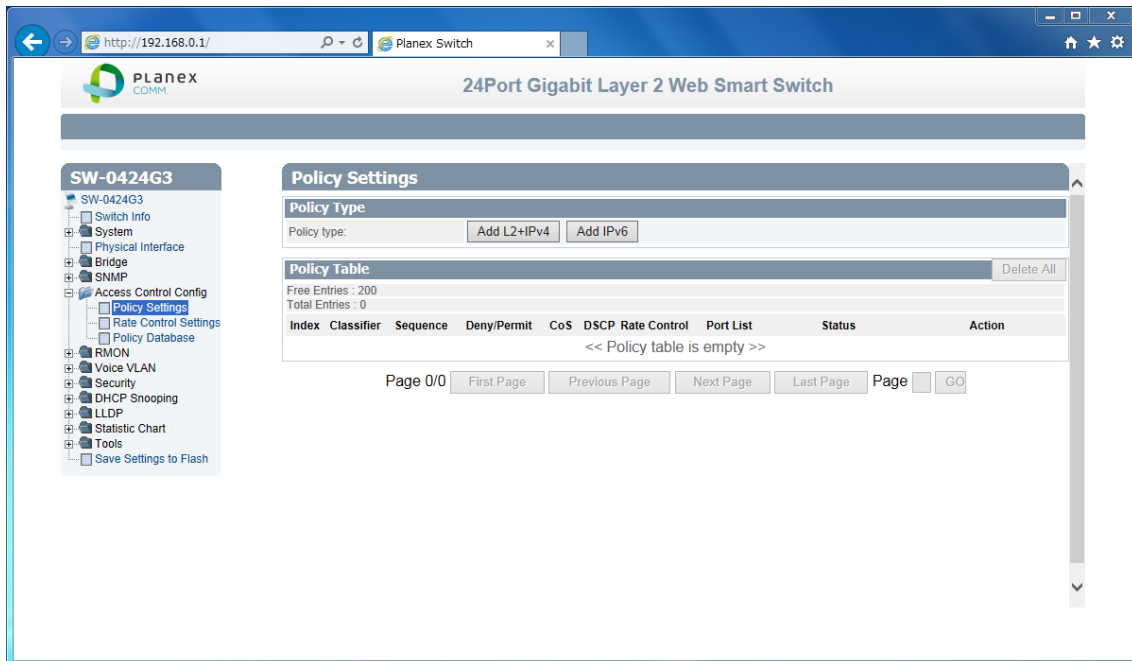 http://192.168.0.1/
Planex Switch
PLANEX
COMM.
24Port Gigabit Layer 2 Web Smart Switch
SW-0424G3
SW-0424G3
Switch Info
System
Physical Interface
Bridge
SNMP
Access Control Config
Policy Settings
Rate Control Settings
Policy Database
RMON
Voice VLAN
Security
DHCP Snooping
LLDP
Statistic Chart
Tools
Save Settings to Flash
Policy Settings
Policy Type
Policy type: Add L2+IPv4 Add IPv6
Policy Table Delete All
Free Entries : 200
Total Entries : 0
Index Classifier Sequence Deny/Permit CoS DSCP Rate Control Port List Status Action
<< Policy table is empty >>
Page 0/0 First Page Previous Page Next Page Last Page Page GO